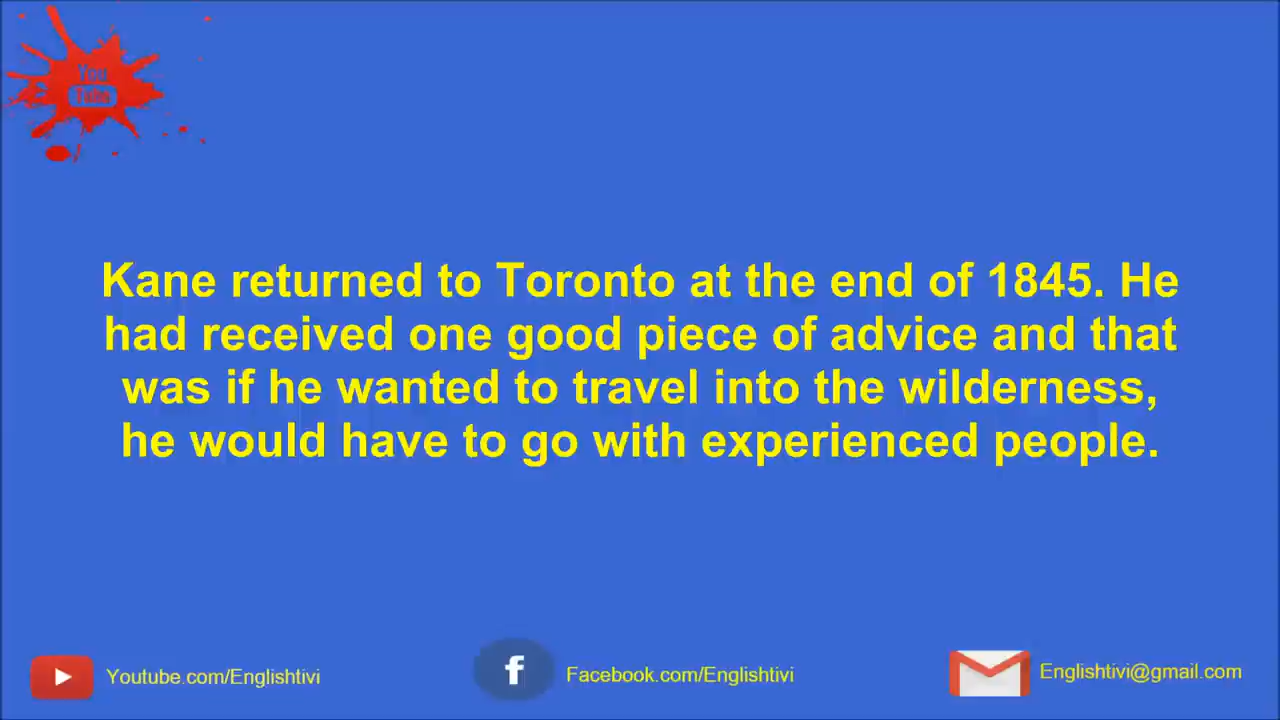 You
Tube
Kane returned to Toronto at the end of 1845. He
had received one good piece of advice and that
was if he wanted to travel into the wilderness,
he would have to go with experienced people.
Youtube.com/Englishtivi
f
Facebook.com/Englishtivi
Englishtivi@gmail.com